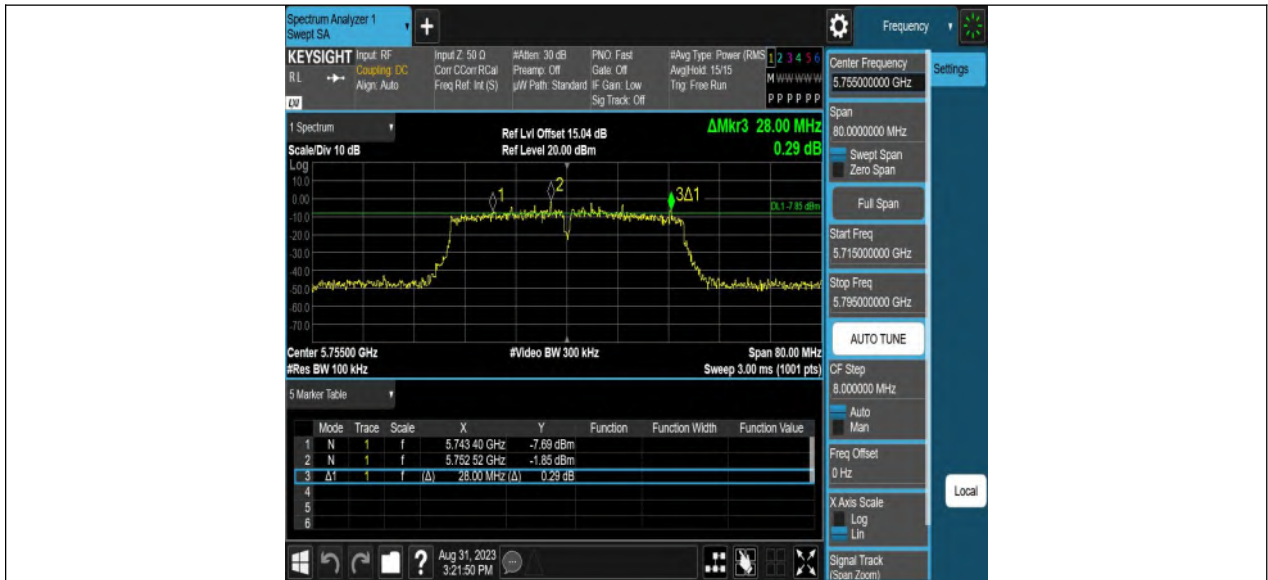 Spectrum Analyzer 1
Swept SA
+
Frequency
KEYSIGHT
RL
LXI
Input: RF
Coupling: DC
Align: Auto
Input Z: 50 Ω
Corr CCorr RCal
Freq Ref: Int (S)
#Atten: 30 dB
Preamp: Off
µW Path: Standard
PNO: Fast
Gate: Off
IF Gain: Low
Sig Track: Off
#Avg Type: Power (RMS
Avg|Hold: 15/15
Trig: Free Run
1 2 3 4 5 6
M W W W W W
P P P P P P
1 Spectrum
Scale/Div 10 dB
Ref Lvl Offset 15.04 dB
Ref Level 20.00 dBm
ΔMkr3 28.00 MHz
0.29 dB
Log
10.0
0.00
-10.0
-20.0
-30.0
-40.0
-50.0
-60.0
-70.0
1
2
3Δ1
DL1 -7.85 dBm
Center 5.75500 GHz
#Res BW 100 kHz
#Video BW 300 kHz
Span 80.00 MHz
Sweep 3.00 ms (1001 pts)
5 Marker Table
Mode Trace Scale X Y Function Function Width Function Value
1 N 1 f 5.743 40 GHz -7.69 dBm
2 N 1 f 5.752 52 GHz -1.85 dBm
3 Δ1 1 f (Δ) 28.00 MHz (Δ) 0.29 dB
4
5
6
?
Aug 31, 2023
3:21:50 PM
Center Frequency
5.755000000 GHz
Settings
Span
80.0000000 MHz
Swept Span
Zero Span
Full Span
Start Freq
5.715000000 GHz
Stop Freq
5.795000000 GHz
AUTO TUNE
CF Step
8.000000 MHz
Auto
Man
Freq Offset
0 Hz
X Axis Scale
Log
Lin
Local
Signal Track
(Span Zoom)